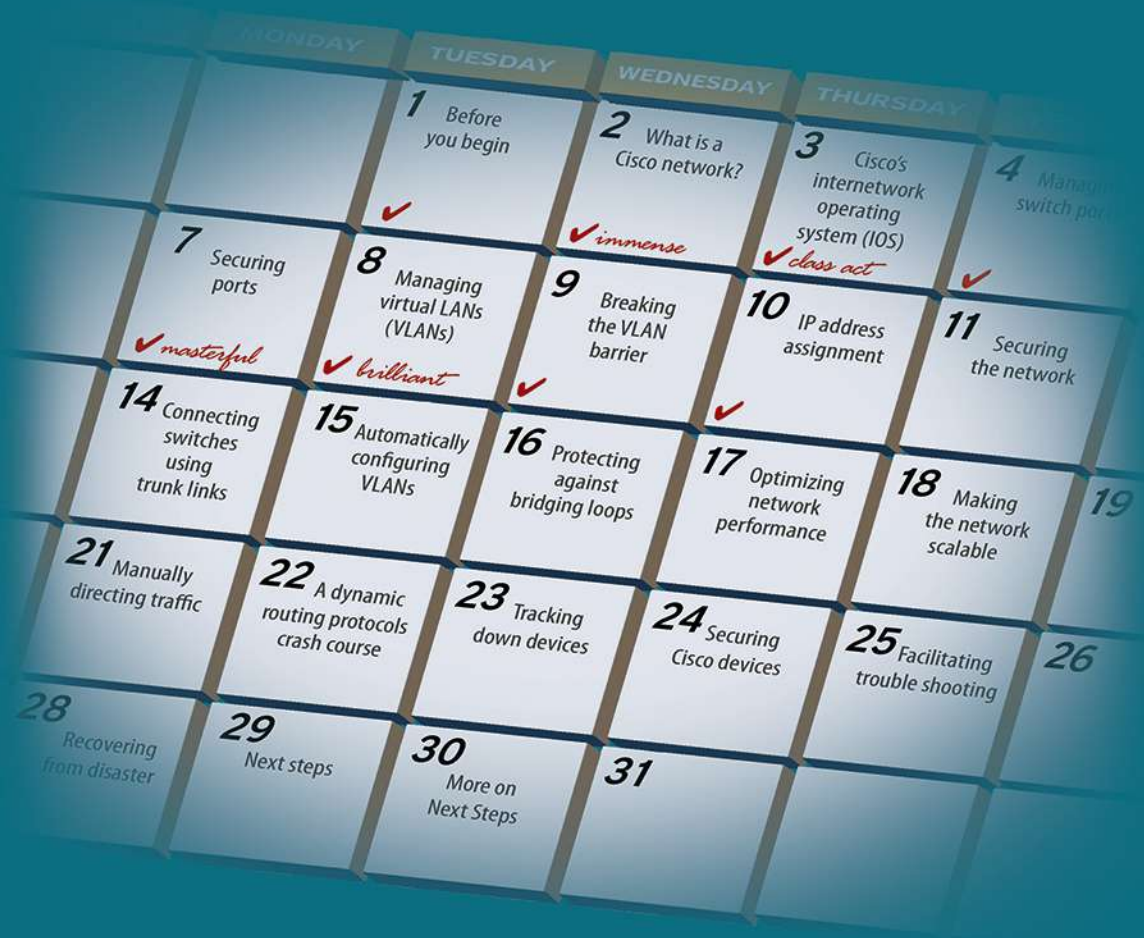 MONDAY
TUESDAY
WEDNESDAY
THURSDAY
1 Before
you begin
✓
2 What is a
Cisco network?
✓ immense
3 Cisco's
internetwork
operating
system (IOS)
✓ class act
4 Managing
switch
✓
7 Securing
ports
✓ masterful
8 Managing
virtual LANs
(VLANs)
✓ brilliant
9 Breaking
the VLAN
barrier
✓
10 IP address
assignment
✓
11 Securing
the network
14 Connecting
switches
using
trunk links
15 Automatically
configuring
VLANs
16 Protecting
against
bridging loops
17 Optimizing
network
performance
18 Making
the network
scalable
19
21 Manually
directing traffic
22 A dynamic
routing protocols
crash course
23 Tracking
down devices
24 Securing
Cisco devices
25 Facilitating
trouble shooting
26
28 Recovering
from disaster
29
Next steps
30
More on
Next Steps
31